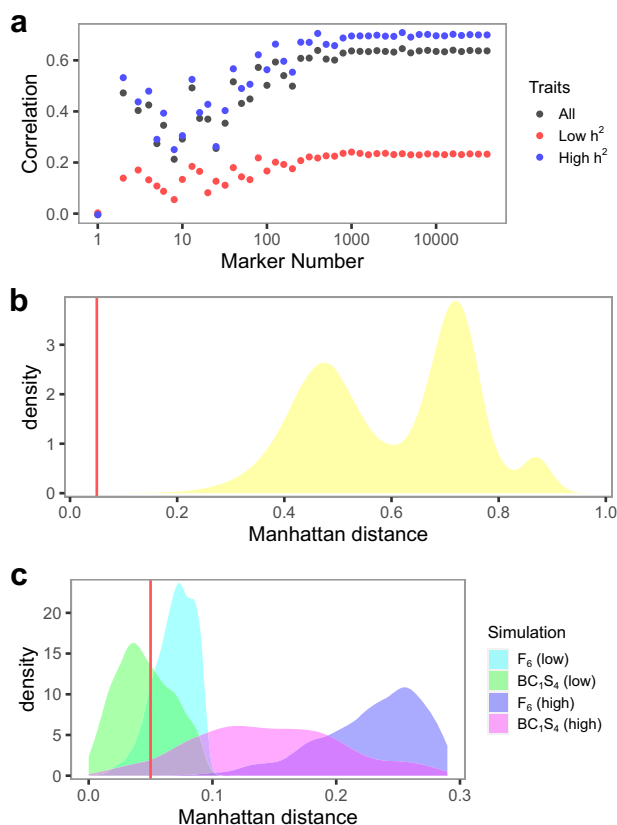 a
Correlation
0.6
0.4
0.2
0.0
1
10
100
1000
10000
Marker Number
Traits
All
Low h²
High h²
b
density
3
2
1
0
0.0
0.2
0.4
0.6
0.8
1.0
Manhattan distance
c
density
20
15
10
5
0
0.0
0.1
0.2
0.3
Manhattan distance
Simulation
F₆ (low)
BC₁S₄ (low)
F₆ (high)
BC₁S₄ (high)